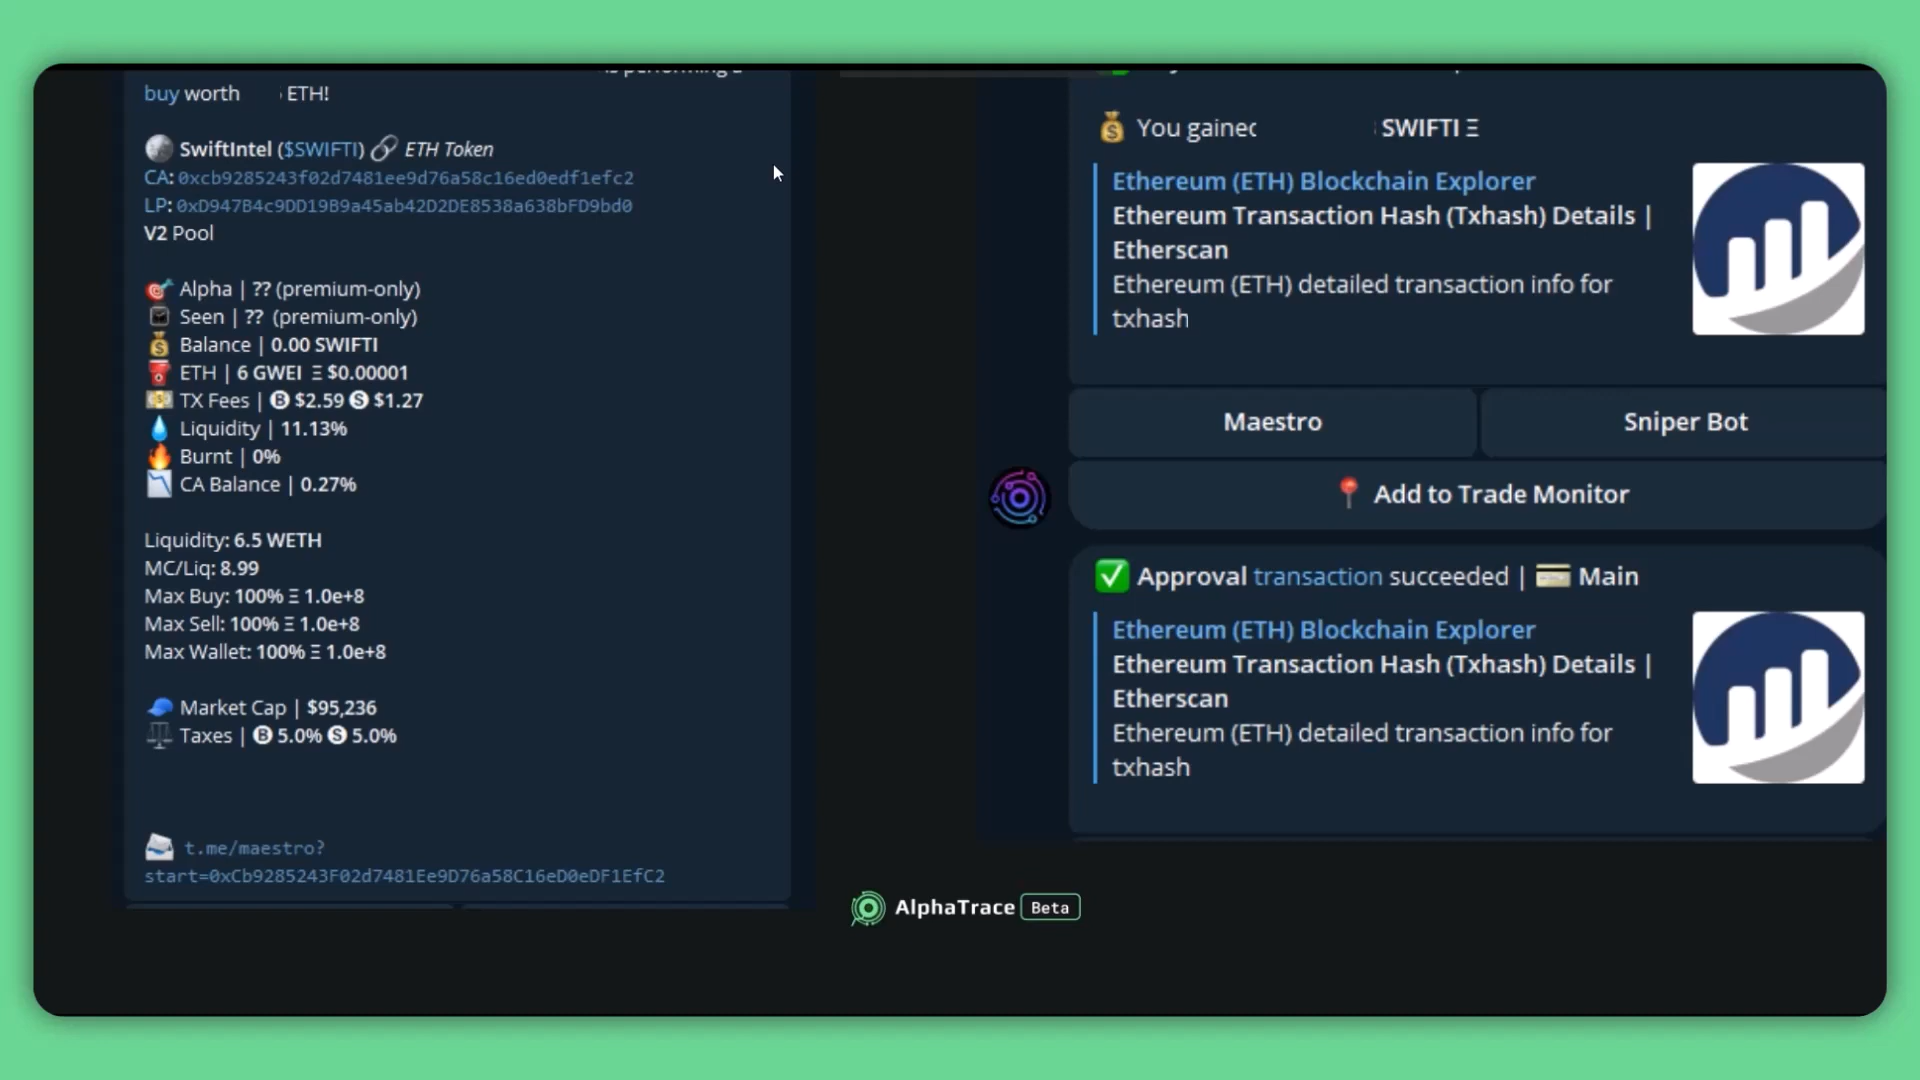 buy worth ETH!
SwiftIntel ($SWIFTI) 🔗 ETH Token
CA: 0xcb9285243f02d7481ee9d76a58c16ed0edf1efc2
LP: 0xD947B4c9DD19B9a45ab42D2DE8538a638bFD9bd0
V2 Pool
Alpha | ?? (premium-only)
Seen | ?? (premium-only)
Balance | 0.00 SWIFTI
ETH | 6 GWEI Ξ $0.00001
TX Fees | B $2.59 S $1.27
Liquidity | 11.13%
Burnt | 0%
CA Balance | 0.27%
Liquidity: 6.5 WETH
MC/Liq: 8.99
Max Buy: 100% Ξ 1.0e+8
Max Sell: 100% Ξ 1.0e+8
Max Wallet: 100% Ξ 1.0e+8
Market Cap | $95,236
Taxes | B 5.0% S 5.0%
t.me/maestro?
start=0xCb9285243F02d7481Ee9D76a58C16eD0eDF1EfC2
You gained SWIFTI Ξ
Ethereum (ETH) Blockchain Explorer
Ethereum Transaction Hash (Txhash) Details |
Etherscan
Ethereum (ETH) detailed transaction info for
txhash
Maestro
Sniper Bot
Add to Trade Monitor
Approval transaction succeeded | Main
Ethereum (ETH) Blockchain Explorer
Ethereum Transaction Hash (Txhash) Details |
Etherscan
Ethereum (ETH) detailed transaction info for
txhash
AlphaTrace Beta